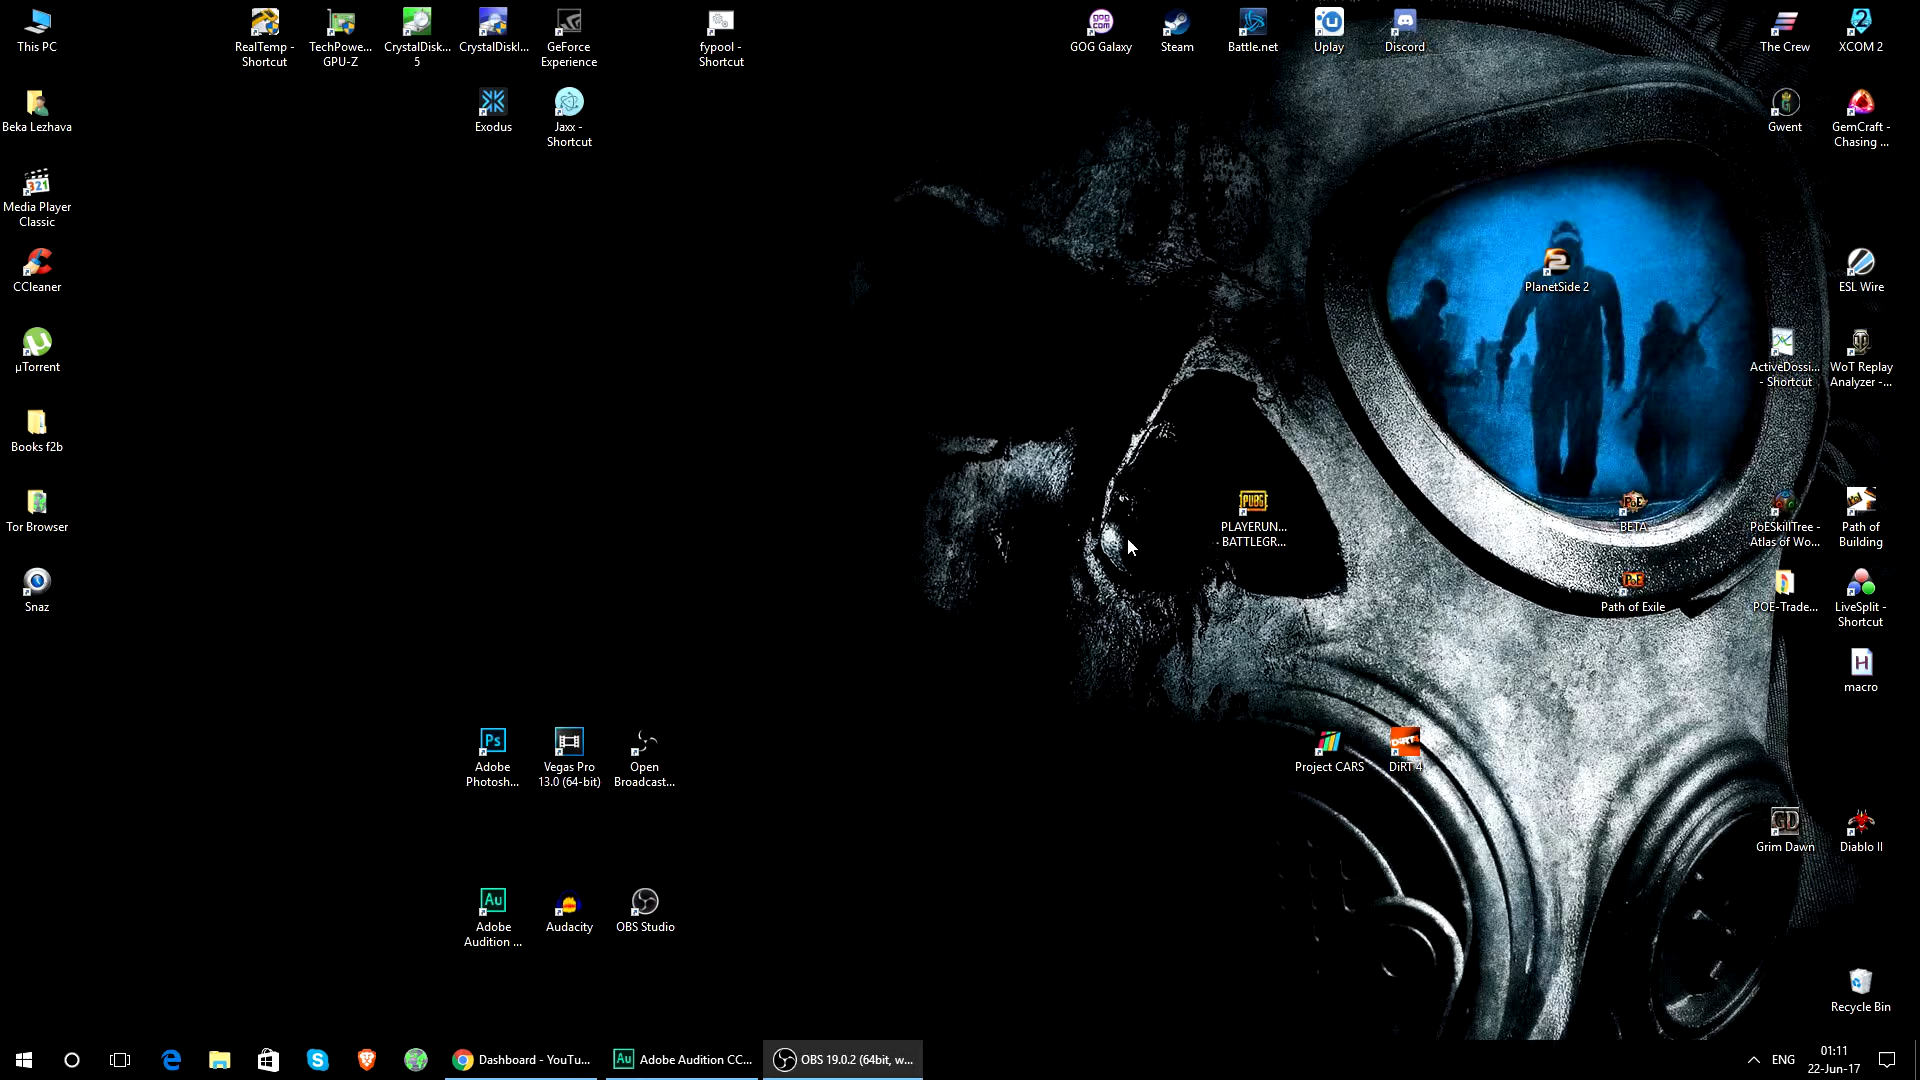 This PC
RealTemp -
Shortcut
TechPowe...
GPU-Z
CrystalDisk...
5
CrystalDiskI...
GeForce
Experience
fypool -
Shortcut
GOG Galaxy
Steam
Battle.net
Uplay
Discord
The Crew
XCOM 2
Beka Lezhava
Exodus
Jaxx -
Shortcut
Gwent
GemCraft -
Chasing ...
Media Player
Classic
CCleaner
PlanetSide 2
ESL Wire
µTorrent
ActiveDossi...
- Shortcut
WoT Replay
Analyzer -...
Books f2b
Tor Browser
PLAYERUN...
- BATTLEGR...
BETA
PoESkillTree -
Atlas of Wo...
Path of
Building
Snaz
Path of Exile
POE-Trade...
LiveSplit -
Shortcut
macro
Adobe
Photosh...
Vegas Pro
13.0 (64-bit)
Open
Broadcast...
Project CARS
DiRT 4
Grim Dawn
Diablo II
Adobe
Audition ...
Audacity
OBS Studio
Recycle Bin
Dashboard - YouTu...
Adobe Audition CC...
OBS 19.0.2 (64bit, w...
ENG
01:11
22-Jun-17